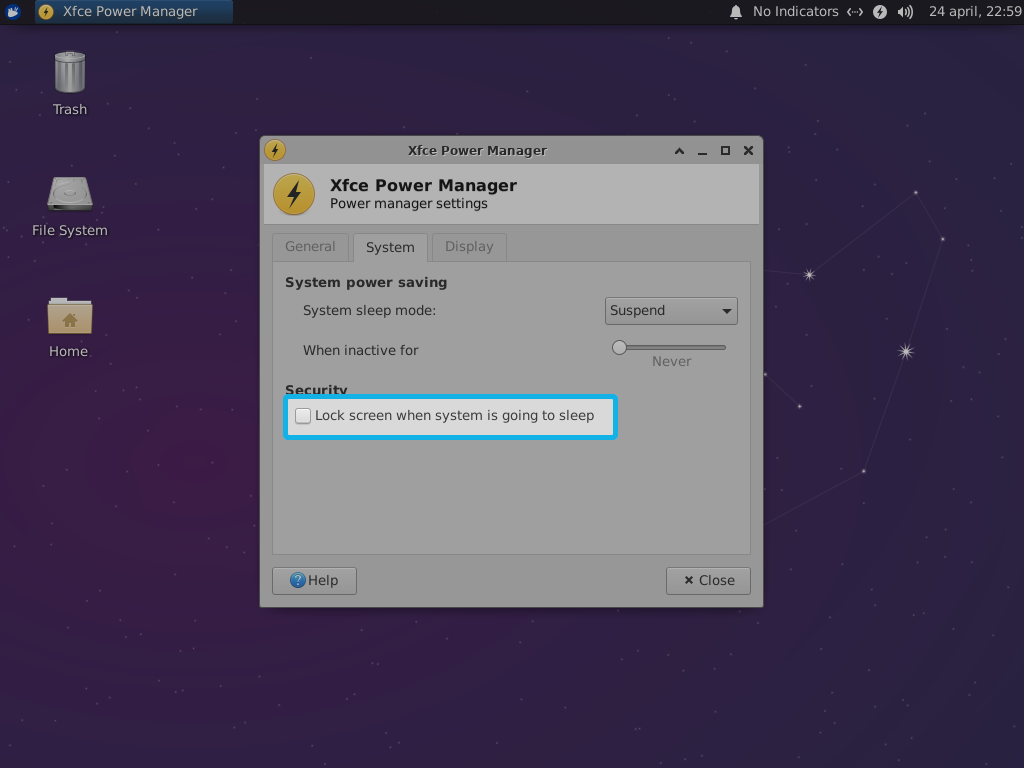 Xfce Power Manager
No Indicators
24 april, 22:59
Trash
File System
Home
Xfce Power Manager
Xfce Power Manager
Power manager settings
General
System
Display
System power saving
System sleep mode:
Suspend
When inactive for
Never
Security
Lock screen when system is going to sleep
Help
Close